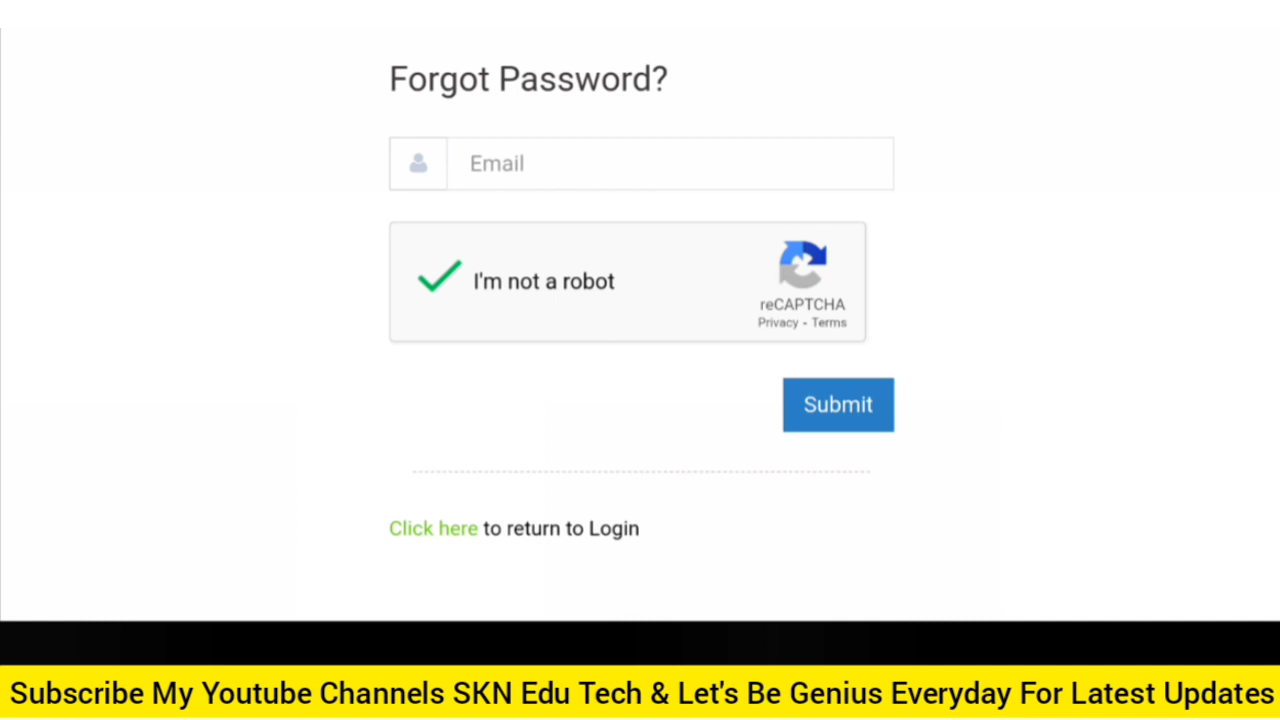 Forgot Password?
Email
I'm not a robot
reCAPTCHA
Privacy - Terms
Submit
Click here to return to Login
Subscribe My Youtube Channels SKN Edu Tech & Let's Be Genius Everyday For Latest Updates